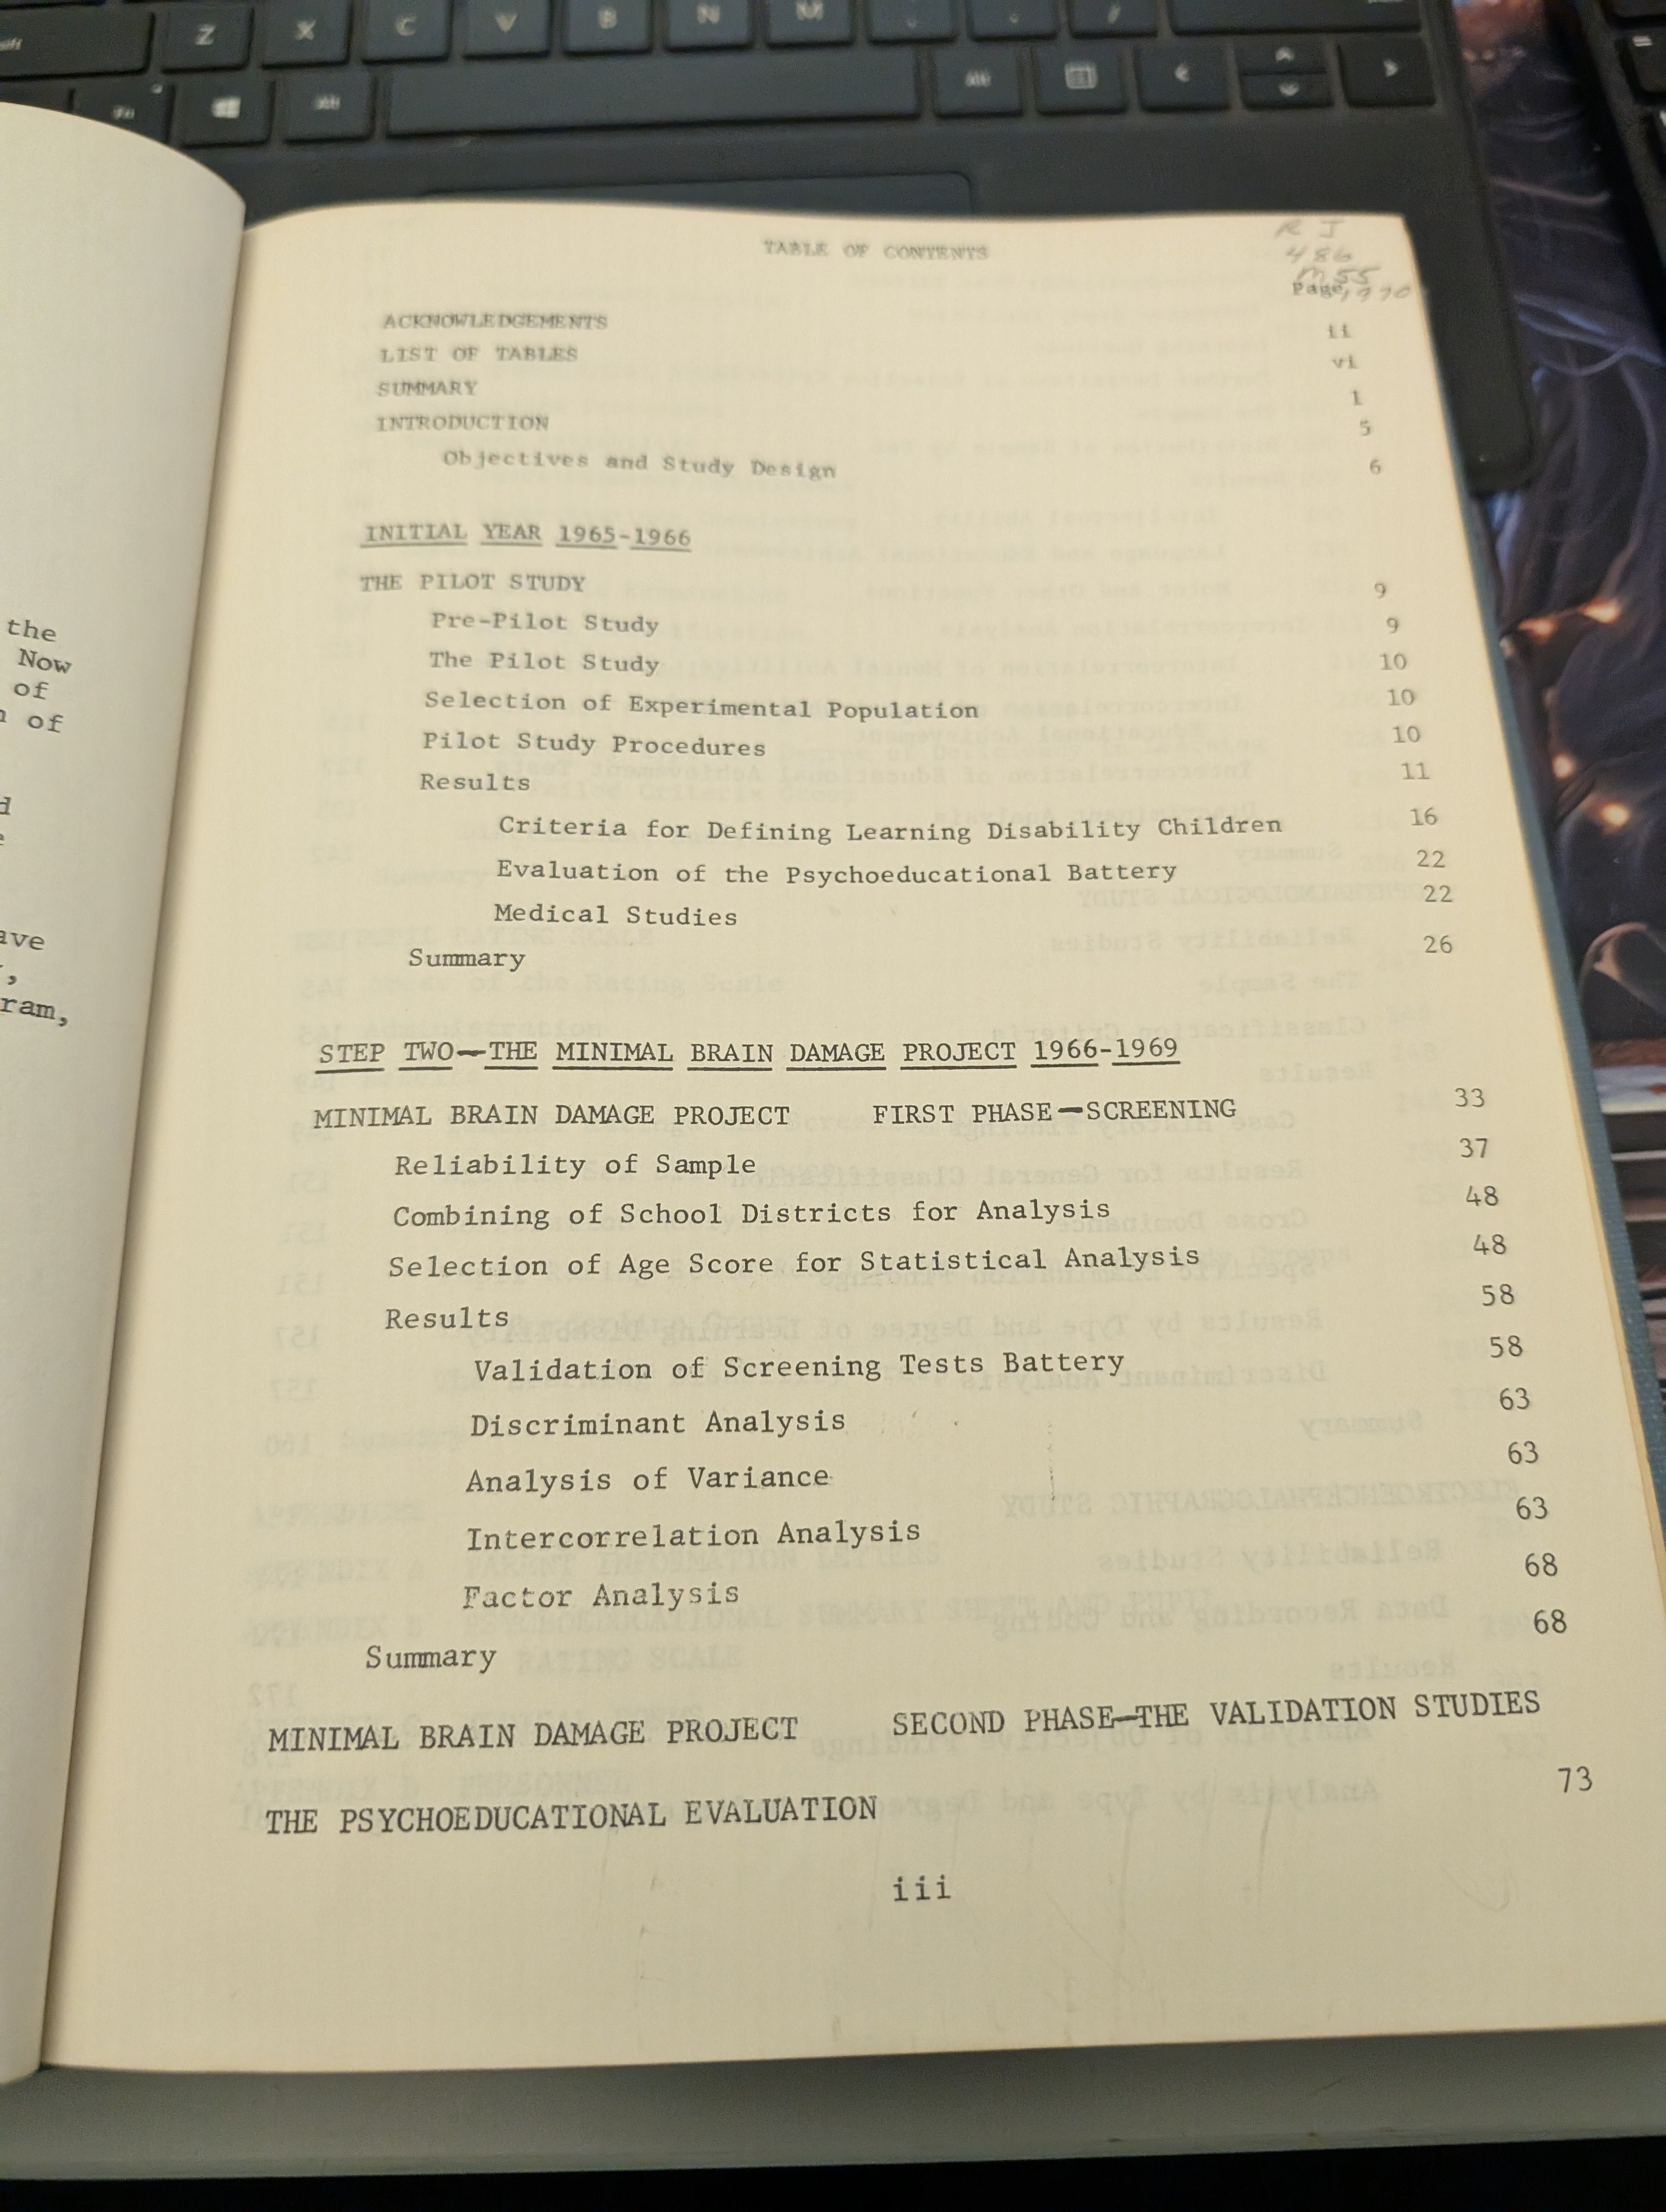 Z X C V B N M
Alt
the
Now
of
of
ave
ram,
TABLE OF CONTENTS
R J
486
M55
1970
Page
ACKNOWLEDGEMENTS ii
LIST OF TABLES vi
SUMMARY 1
INTRODUCTION 5
Objectives and Study Design 6
INITIAL YEAR 1965-1966
THE PILOT STUDY 9
Pre-Pilot Study 9
The Pilot Study 10
Selection of Experimental Population 10
Pilot Study Procedures 10
Results 11
Criteria for Defining Learning Disability Children 16
Evaluation of the Psychoeducational Battery 22
Medical Studies 22
Summary 26
STEP TWO—THE MINIMAL BRAIN DAMAGE PROJECT 1966-1969
MINIMAL BRAIN DAMAGE PROJECT FIRST PHASE—SCREENING 33
Reliability of Sample 37
Combining of School Districts for Analysis 48
Selection of Age Score for Statistical Analysis 48
Results 58
Validation of Screening Tests Battery 58
Discriminant Analysis 63
Analysis of Variance 63
Intercorrelation Analysis 63
Factor Analysis 68
Summary 68
MINIMAL BRAIN DAMAGE PROJECT SECOND PHASE—THE VALIDATION STUDIES
THE PSYCHOEDUCATIONAL EVALUATION 73
iii